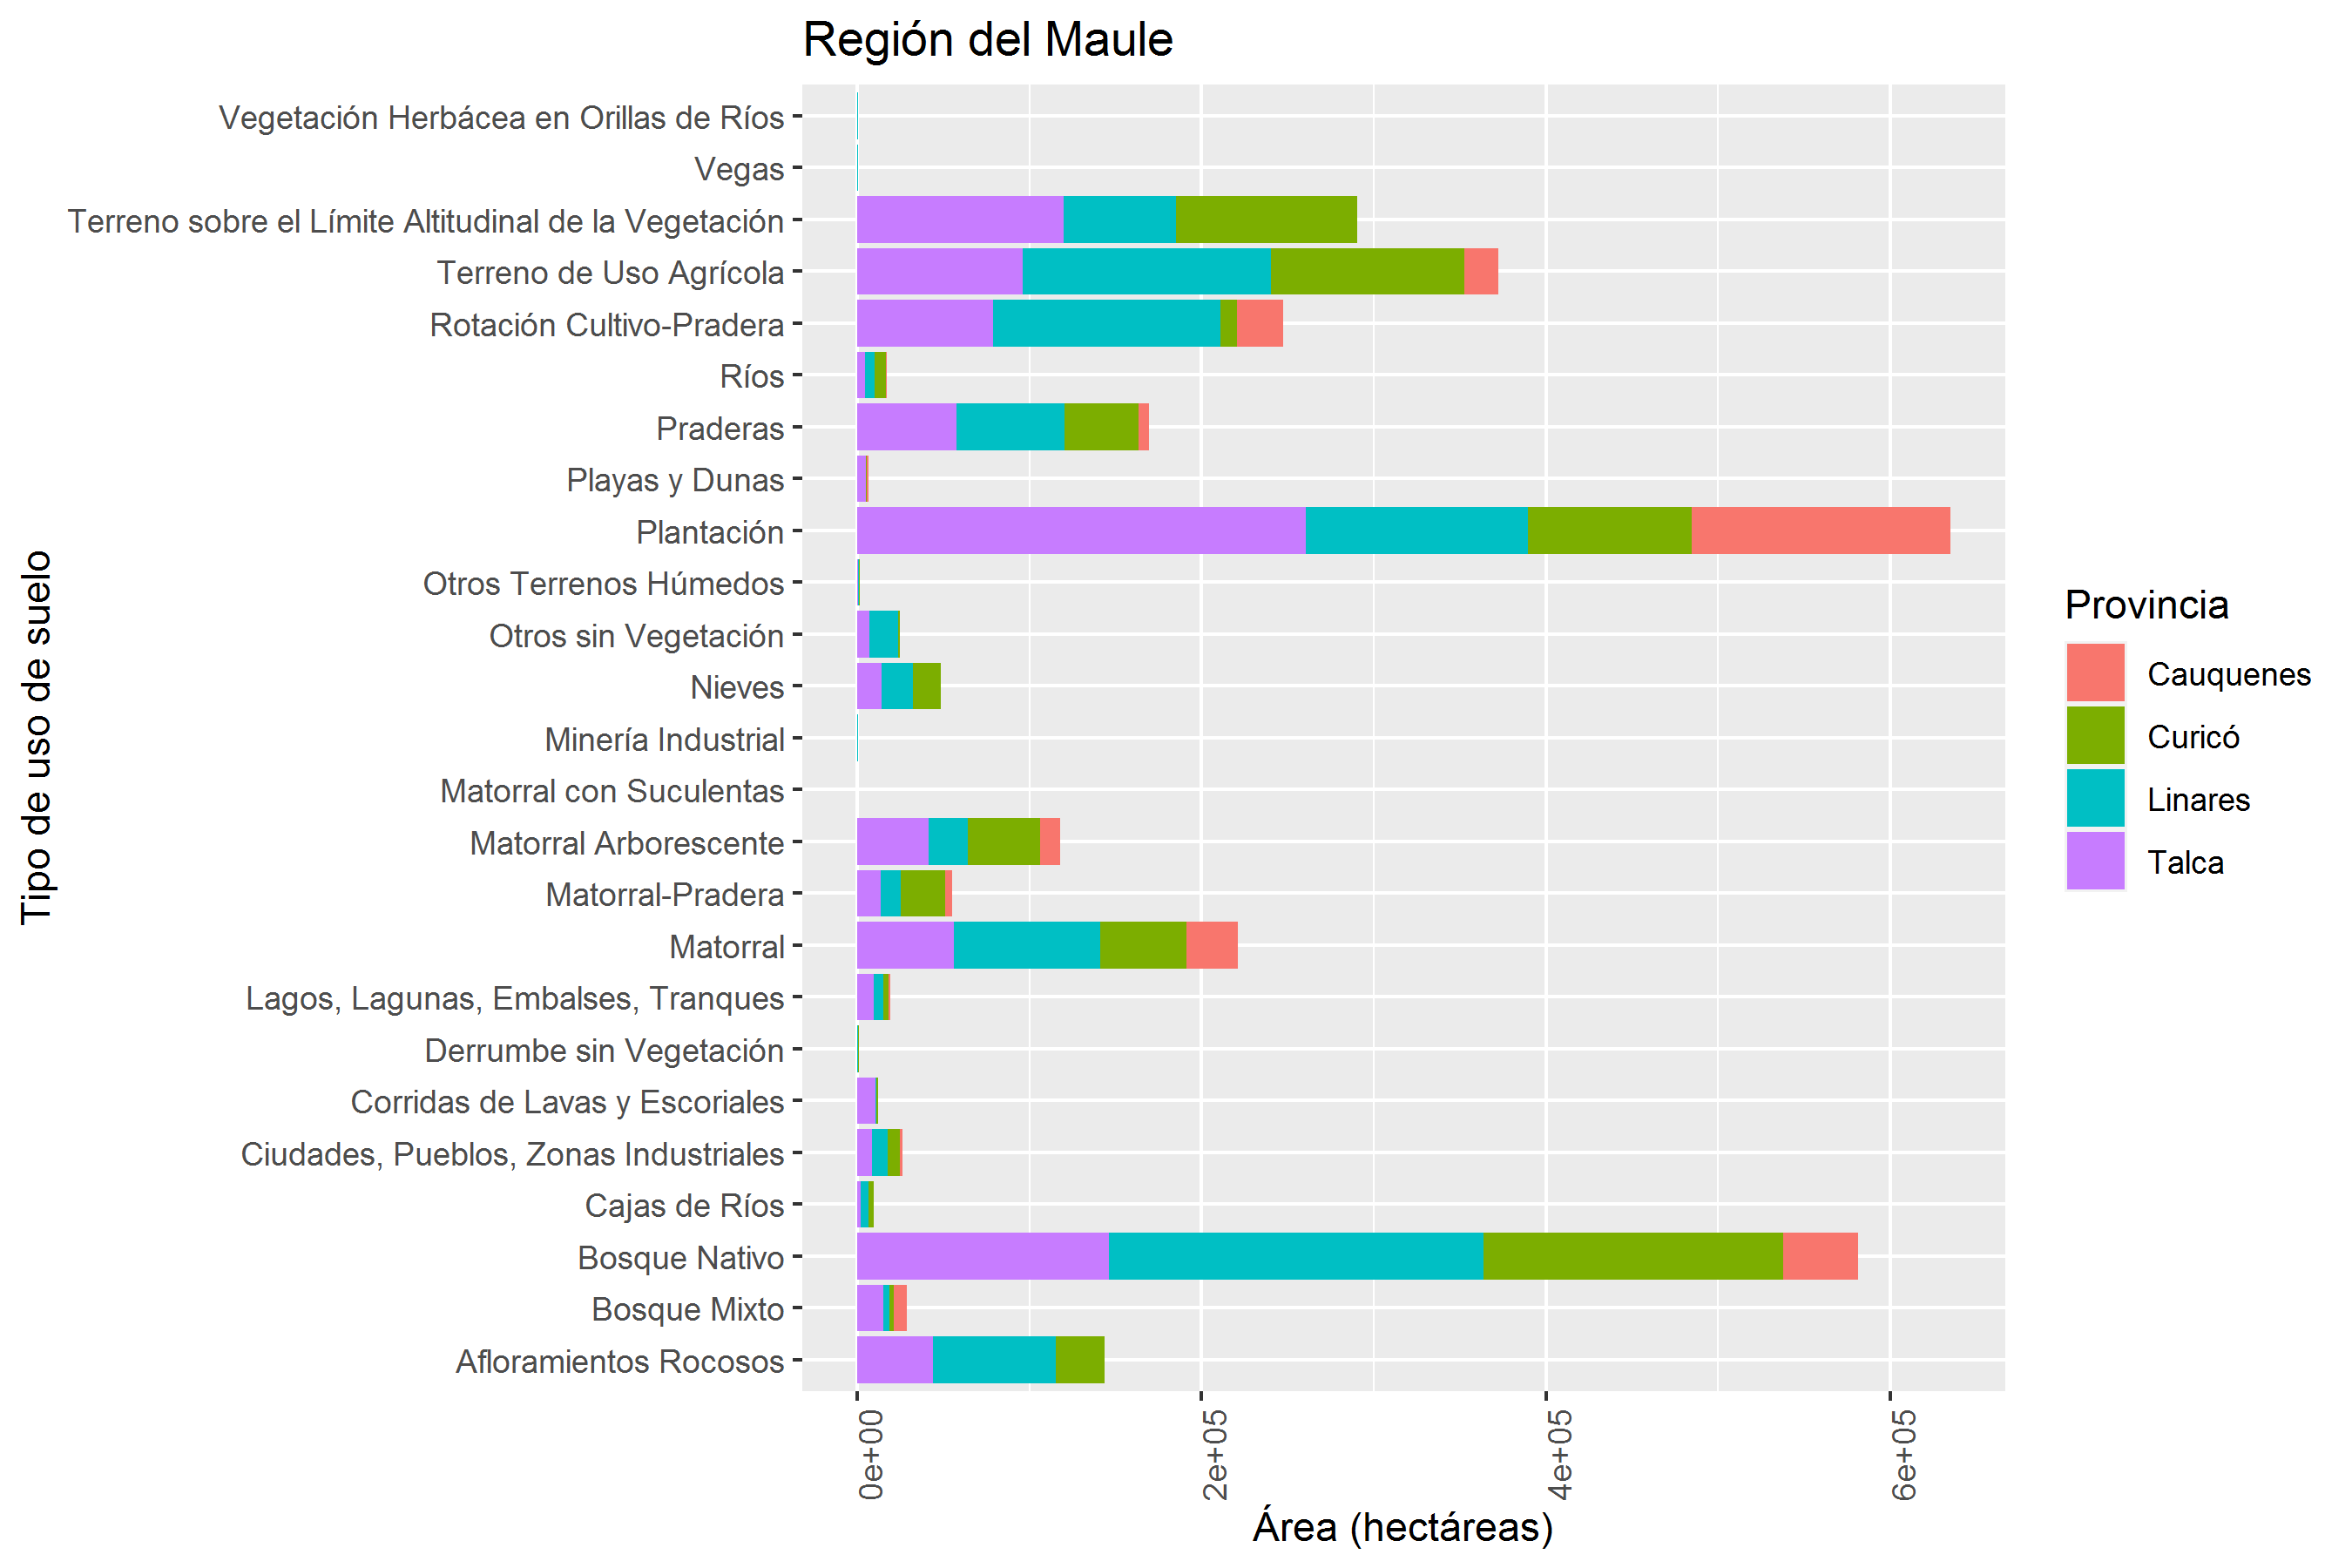 Región del Maule
Vegetación Herbácea en Orillas de Ríos
Vegas
Terreno sobre el Límite Altitudinal de la Vegetación
Terreno de Uso Agrícola
Rotación Cultivo-Pradera
Ríos
Praderas
Playas y Dunas
Plantación
Otros Terrenos Húmedos
Otros sin Vegetación
Nieves
Minería Industrial
Matorral con Suculentas
Matorral Arborescente
Matorral-Pradera
Matorral
Lagos, Lagunas, Embalses, Tranques
Derrumbe sin Vegetación
Corridas de Lavas y Escoriales
Ciudades, Pueblos, Zonas Industriales
Cajas de Ríos
Bosque Nativo
Bosque Mixto
Afloramientos Rocosos
Tipo de uso de suelo
0e+00
2e+05
4e+05
6e+05
Área (hectáreas)
Provincia
Cauquenes
Curicó
Linares
Talca